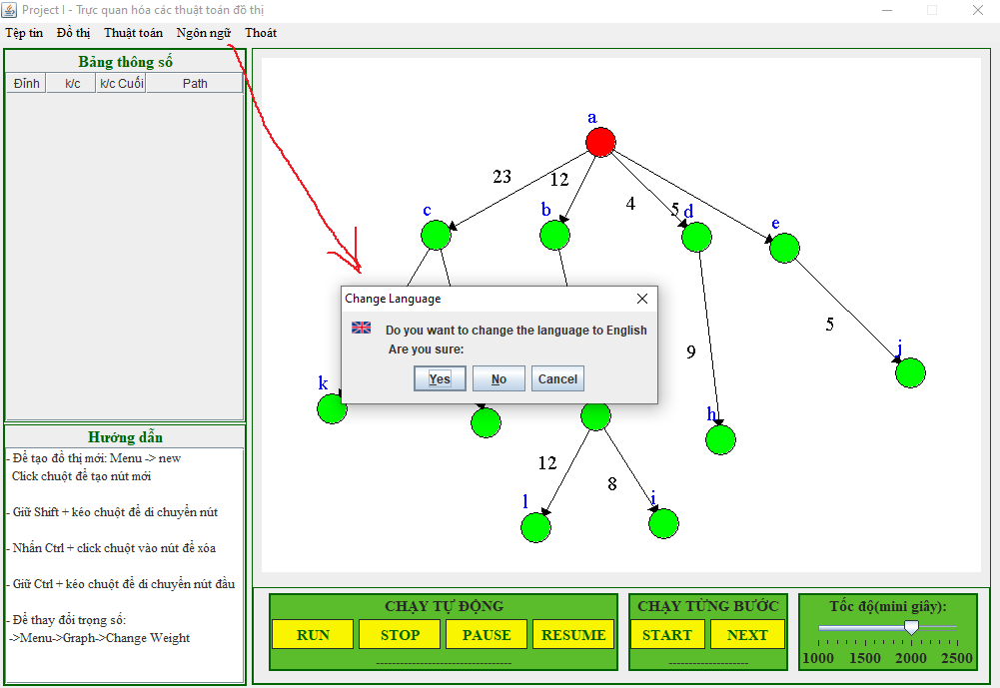 Project I - Trực quan hóa các thuật toán đồ thị
Tệp tin Đồ thị Thuật toán Ngôn ngữ Thoát
Bảng thông số
Đỉnh k/c k/c Cuối Path
Hướng dẫn
- Để tạo đồ thị mới: Menu -> new
Click chuột để tạo nút mới
- Giữ Shift + kéo chuột để di chuyển nút
- Nhấn Ctrl + click chuột vào nút để xóa
- Giữ Ctrl + kéo chuột để di chuyển nút đầu
- Để thay đổi trọng số:
->Menu->Graph->Change Weight
a
23
12
4
5
c
b
d
e
Change Language
Do you want to change the language to English
Are you sure:
Yes No Cancel
5
9
j
k
h
12
8
l
i
CHẠY TỰ ĐỘNG
RUN STOP PAUSE RESUME
CHẠY TỪNG BƯỚC
START NEXT
Tốc độ(mini giây):
1000 1500 2000 2500